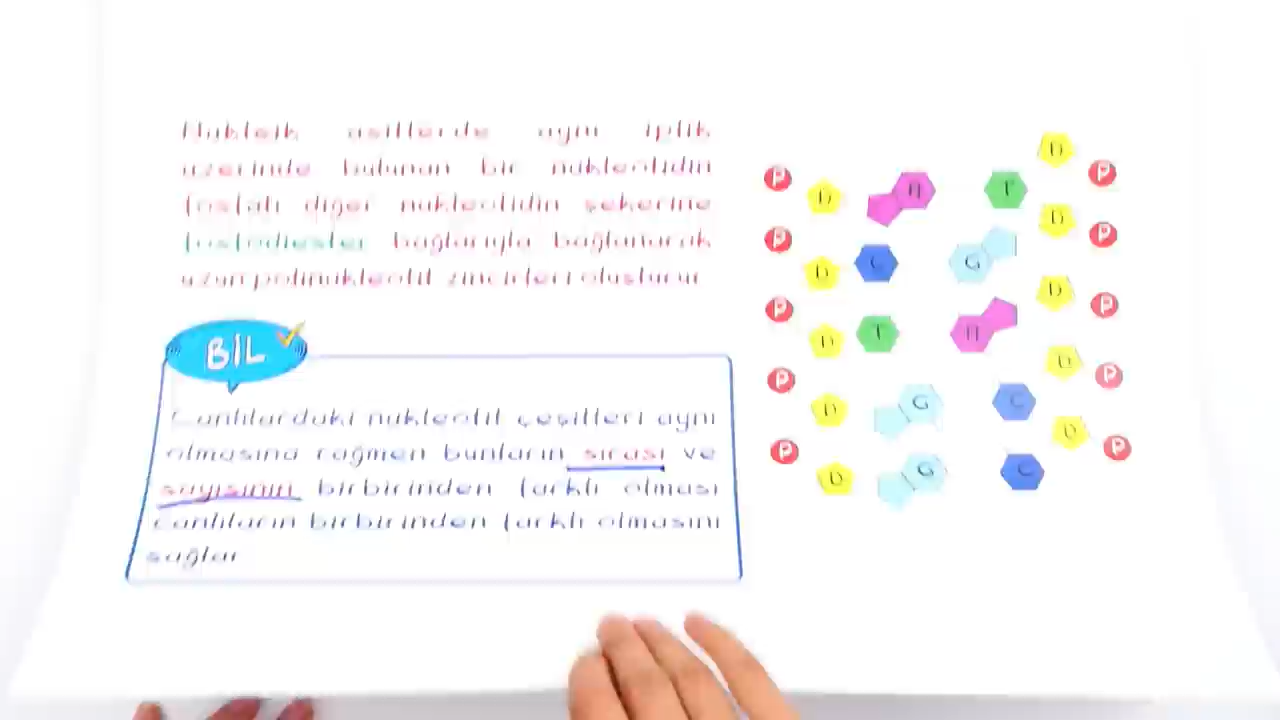 Nükleik asitlerde aynı iplik
üzerinde bulunan bir nükleotidin
fosfatı diğer nükleotidin şekerine
fosfodiester bağlarıyla bağlanarak
uzun polinükleotit zincirleri oluşturur
BİL
Canlılardaki nükleotit çeşitleri aynı
olmasına rağmen bunların sırası ve
sayısının birbirinden farklı olması
canlıların birbirinden farklı olmasını
sağlar
D
P D A T P
D
P D C G P
D
P D T A P
D
P D G C P
D
P D G C P